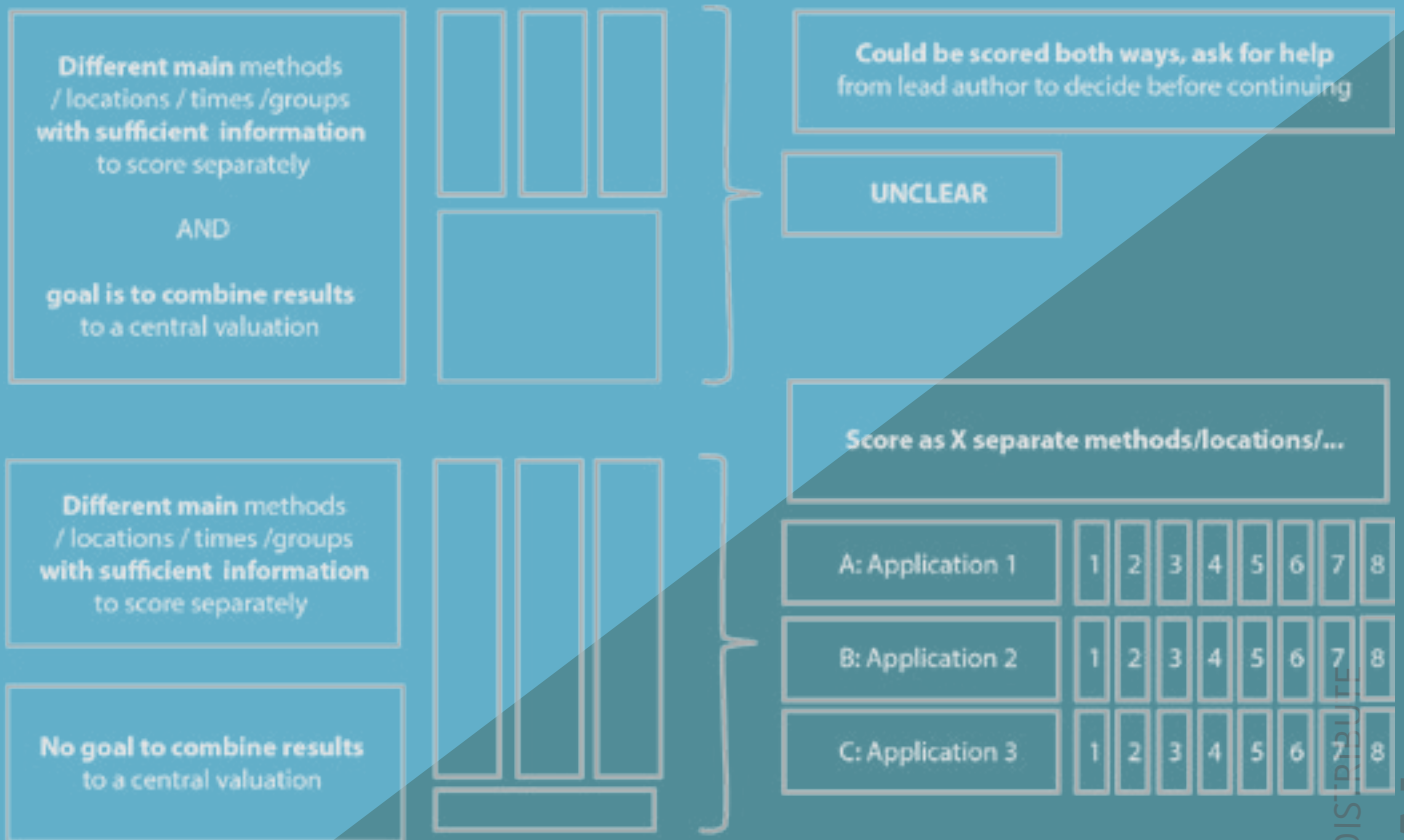 Different main methods
/ locations / times /groups
with sufficient information
to score separately
AND
goal is to combine results
to a central valuation
Could be scored both ways, ask for help
from lead author to decide before continuing
UNCLEAR
Different main methods
/ locations / times /groups
with sufficient information
to score separately
No goal to combine results
to a central valuation
Score as X separate methods/locations/...
A: Application 1 1 2 3 4 5 6 7 8
B: Application 2 1 2 3 4 5 6 7 8
C: Application 3 1 2 3 4 5 6 7 8